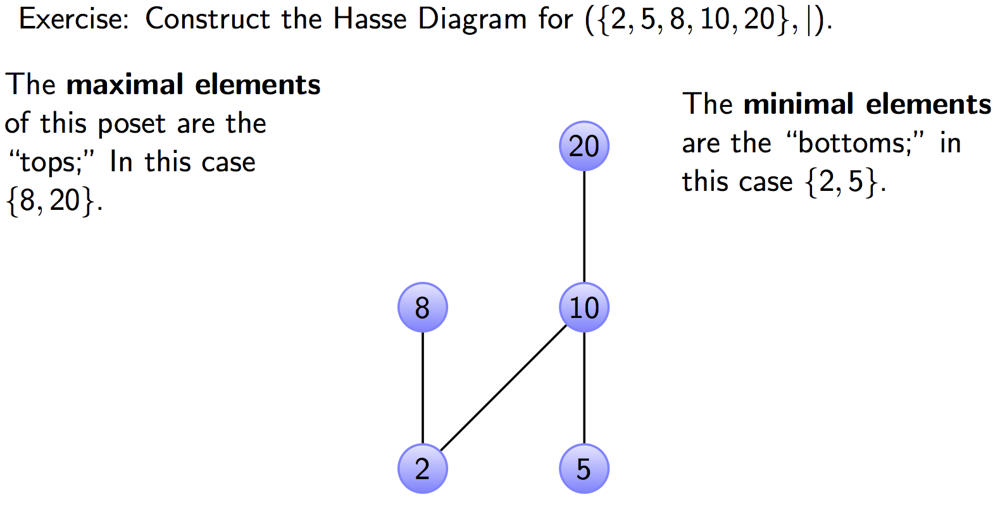 Exercise: Construct the Hasse Diagram for ({2, 5, 8, 10, 20}, |).
The maximal elements
of this poset are the
“tops;” In this case
{8, 20}.
The minimal elements
are the “bottoms;” in
this case {2, 5}.
20
8
10
2
5